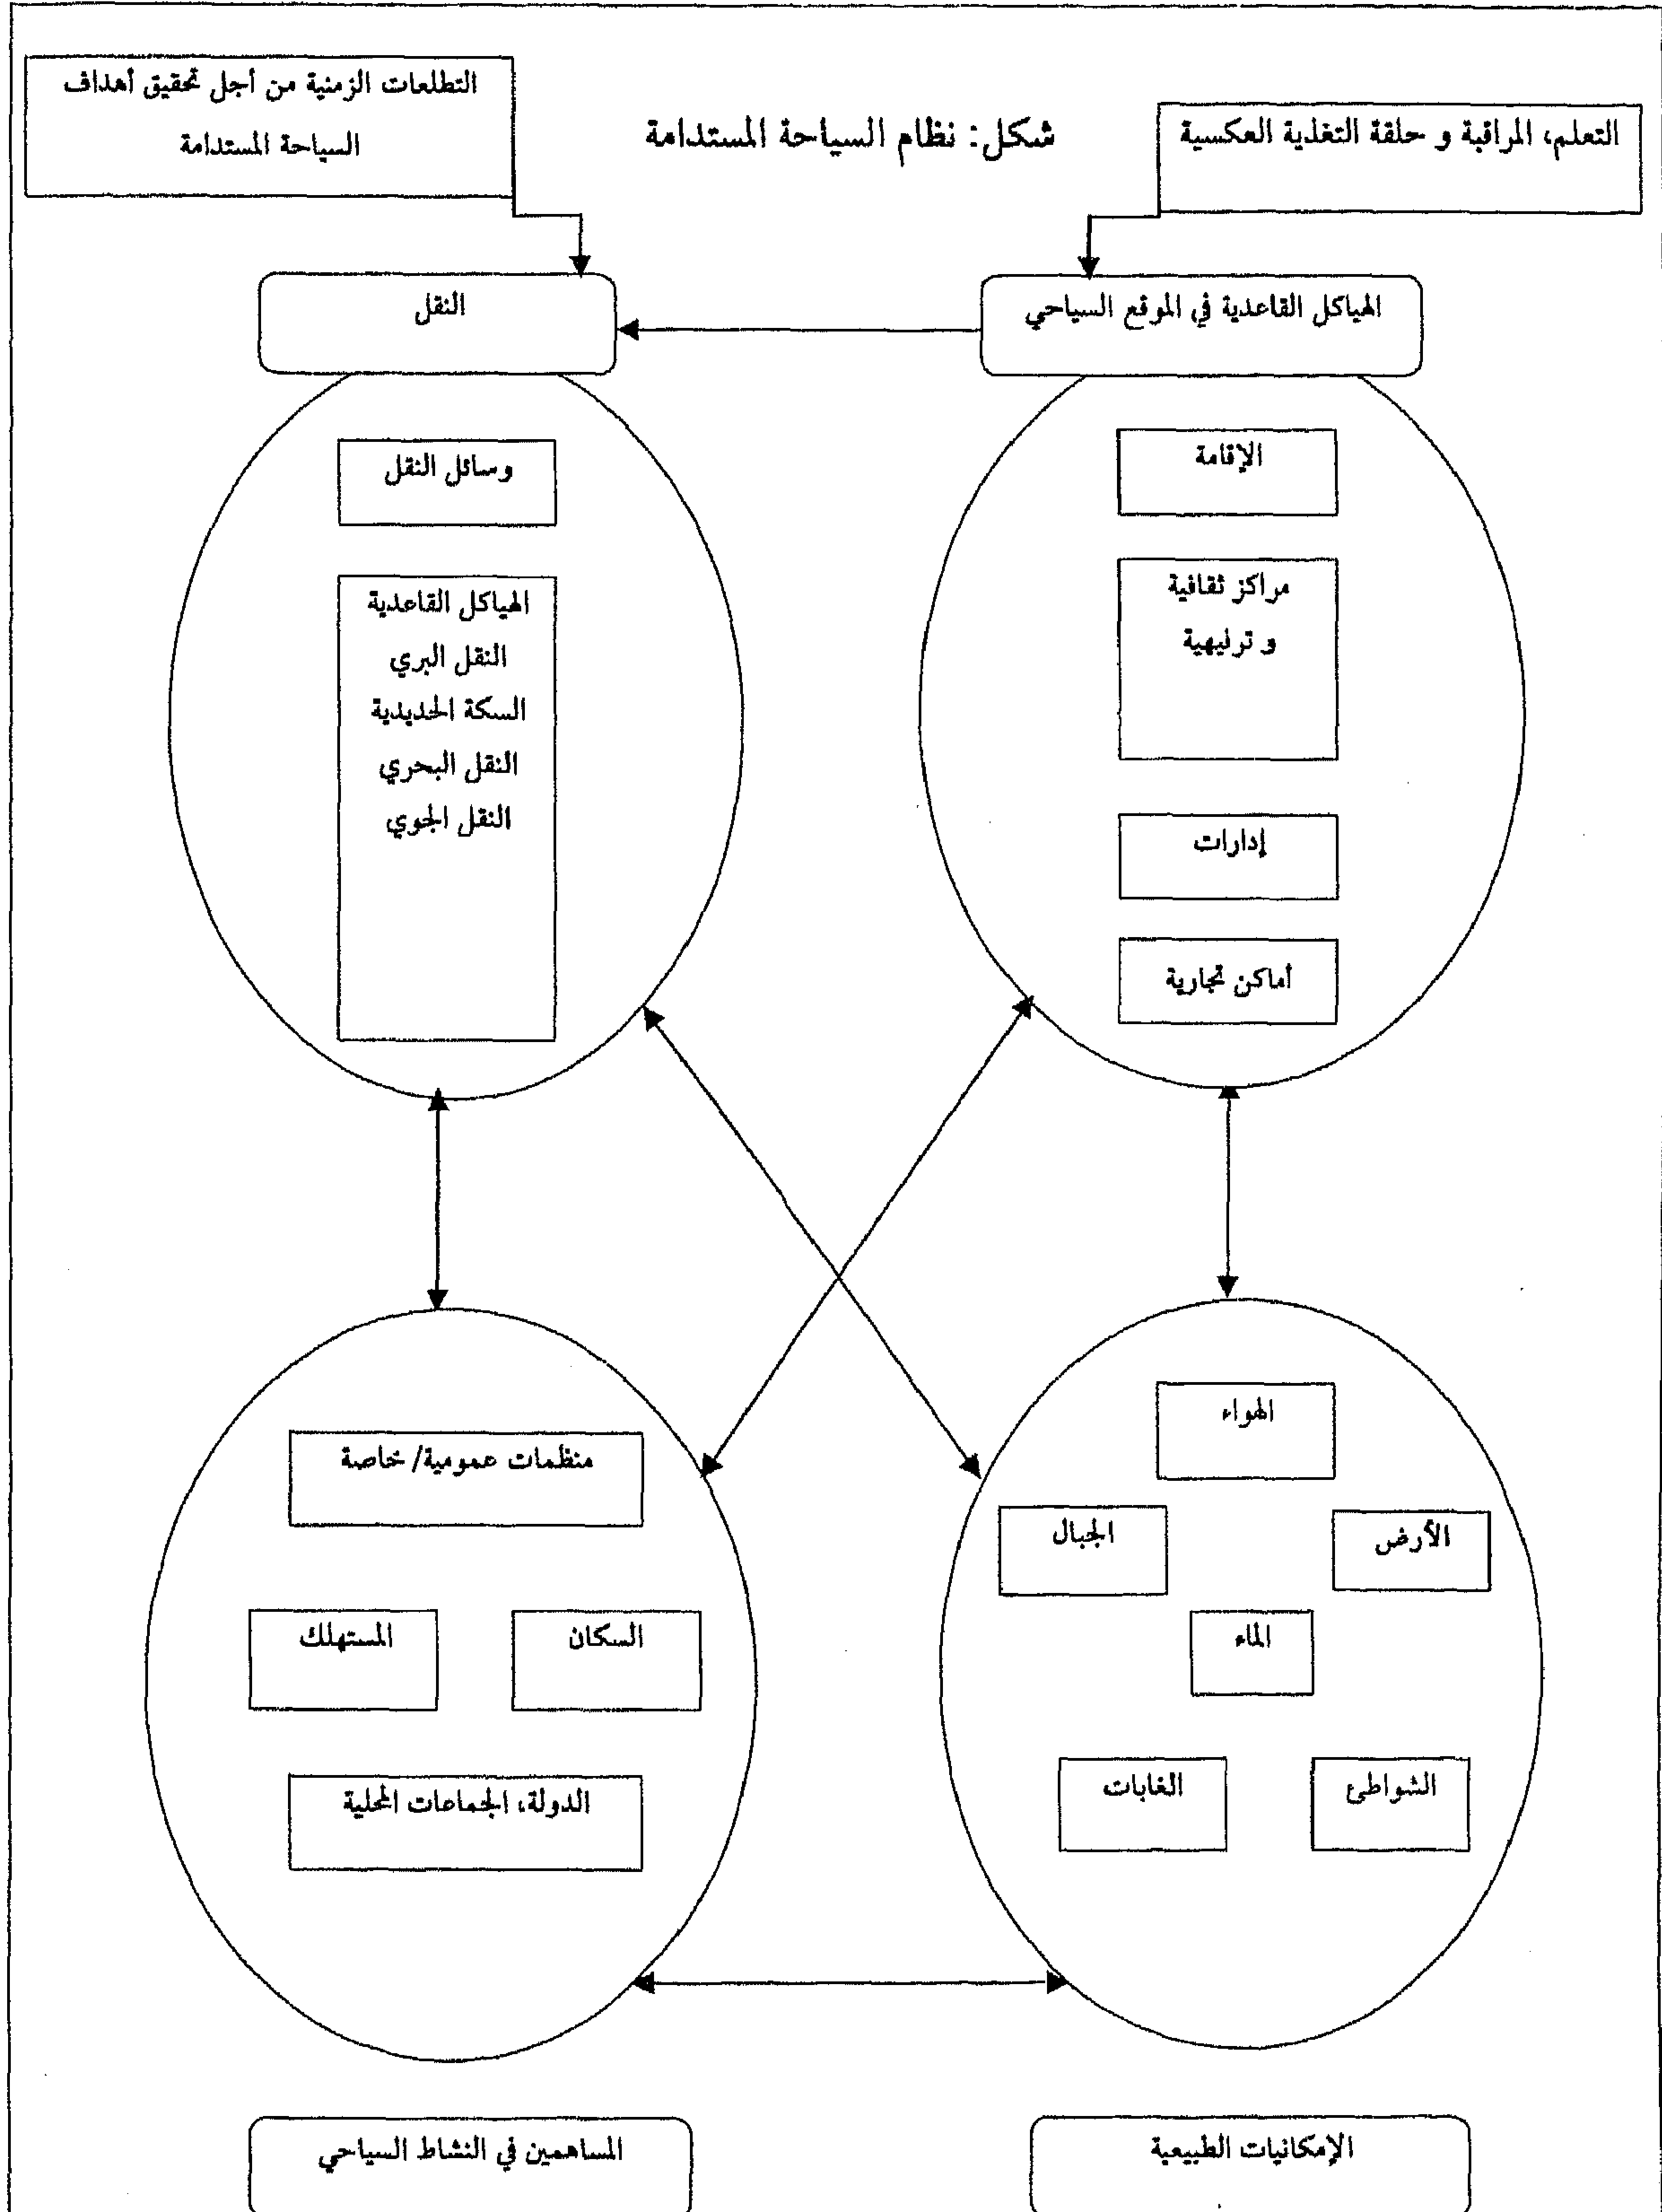 شكل: نظام السياحة المستدامة
التعلم، المراقبة و حلقة التغذية العكسية
التطلعات الزمنية من أجل تحقيق أهداف
السياحة المستدامة
الهياكل القاعدية في الموقع السياحي
الإقامة
مراكز ثقافية
و ترفيهية
إدارات
أماكن تجارية
النقل
وسائل النقل
الهياكل القاعدية
النقل البري
السكة الحديدية
النقل البحري
النقل الجوي
الهواء
الأرض
الجبال
الماء
الشواطئ
الغابات
الإمكانيات الطبيعية
منظمات عمومية/ خاصة
السكان
المستهلك
الدولة، الجماعات المحلية
المساهمين في النشاط السياحي